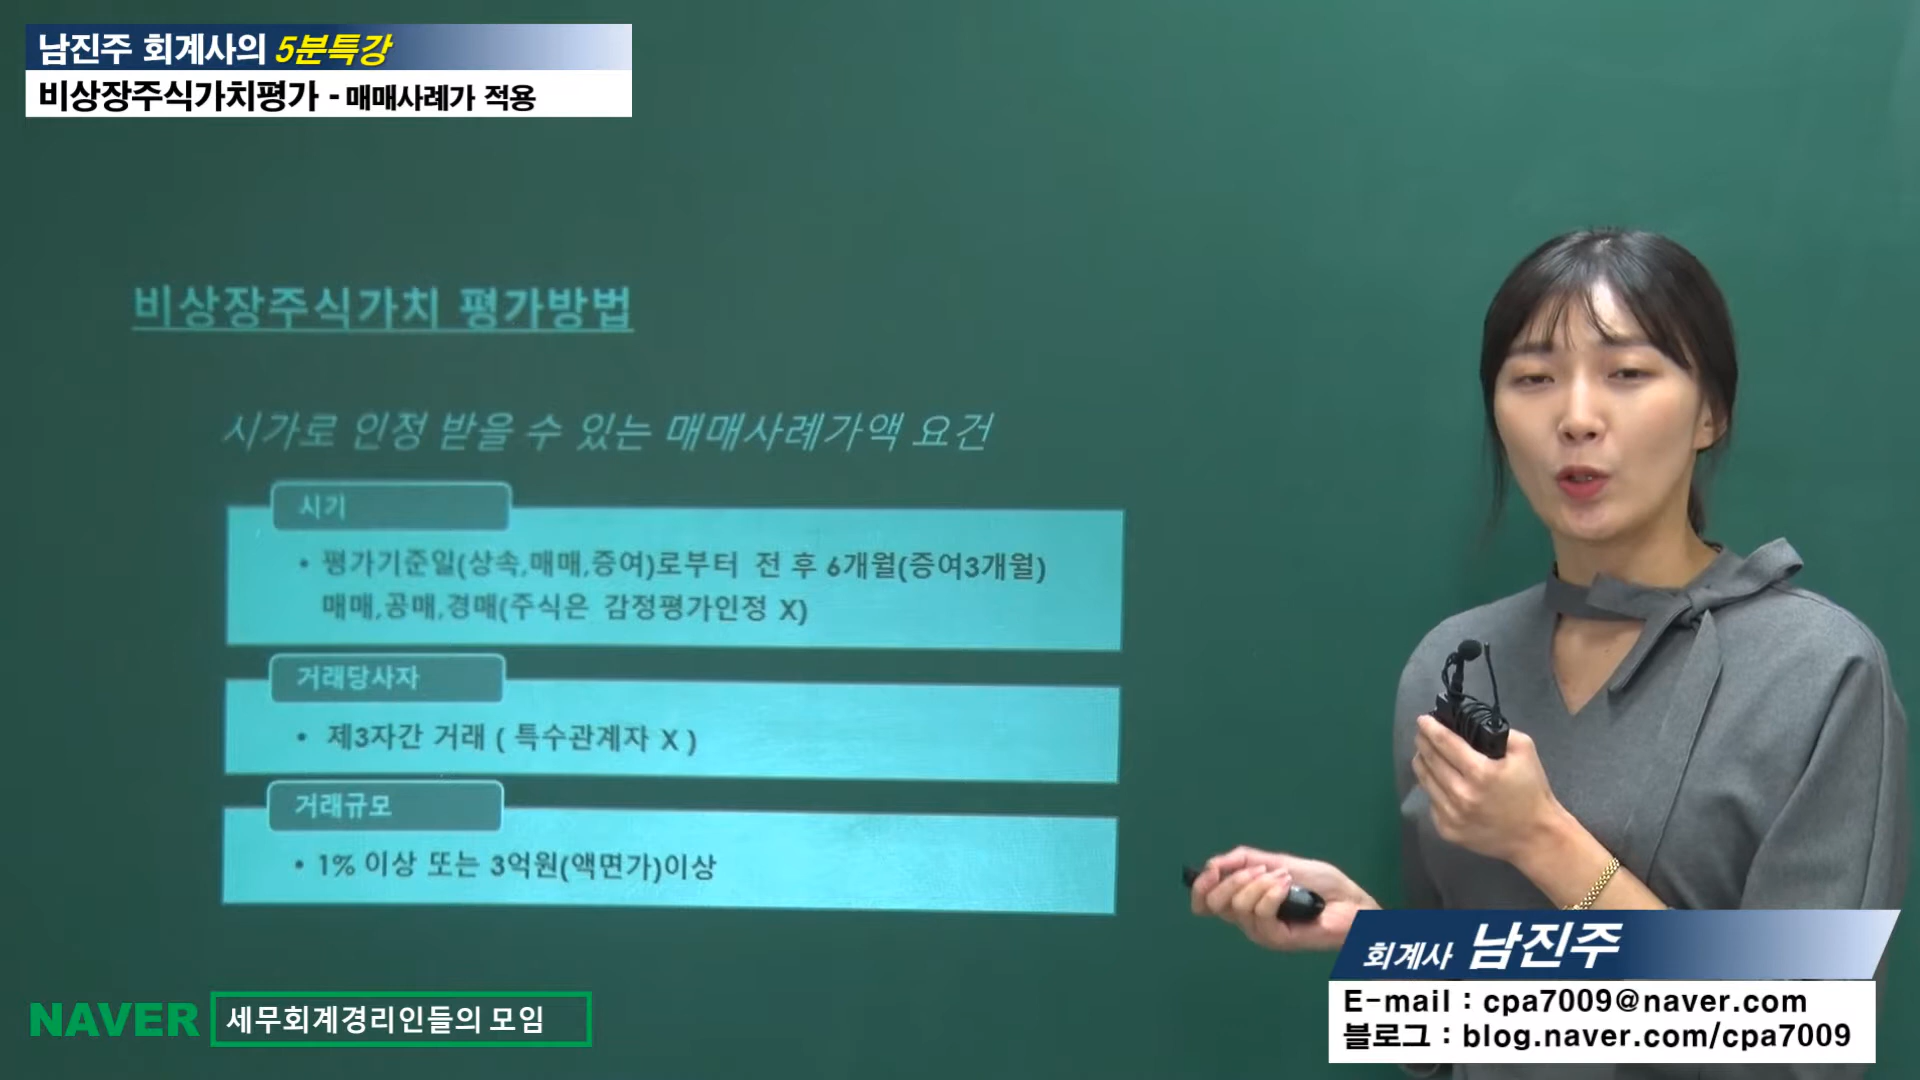 남진주 회계사의 5분특강
비상장주식가치평가 - 매매사례가 적용
비상장주식가치 평가방법
시가로 인정 받을 수 있는 매매사례가액 요건
시기
• 평가기준일(상속,매매,증여)로부터 전 후 6개월(증여3개월)
매매,공매,경매(주식은 감정평가인정 X)
거래당사자
• 제3자간 거래 ( 특수관계자 X )
거래규모
• 1% 이상 또는 3억원(액면가)이상
회계사 남진주
E-mail : cpa7009@naver.com
블로그 : blog.naver.com/cpa7009
NAVER 세무회계경리인들의 모임